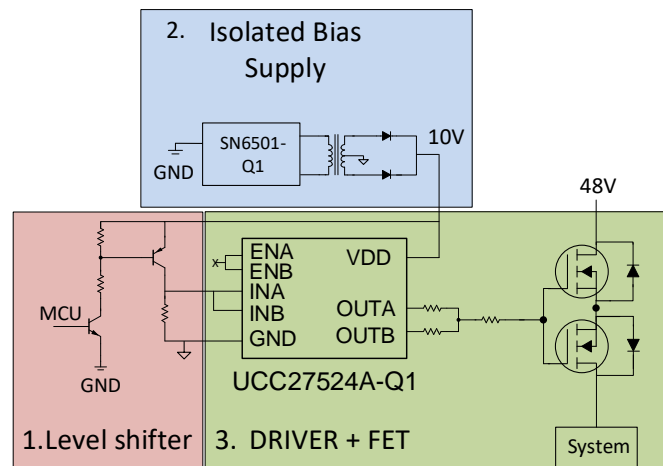 2. Isolated Bias
Supply
SN6501-
Q1
GND
10V
48V
MCU
GND
ENA
ENB
INA
INB
GND
VDD
OUTA
OUTB
UCC27524A-Q1
1.Level shifter
3. DRIVER + FET
System